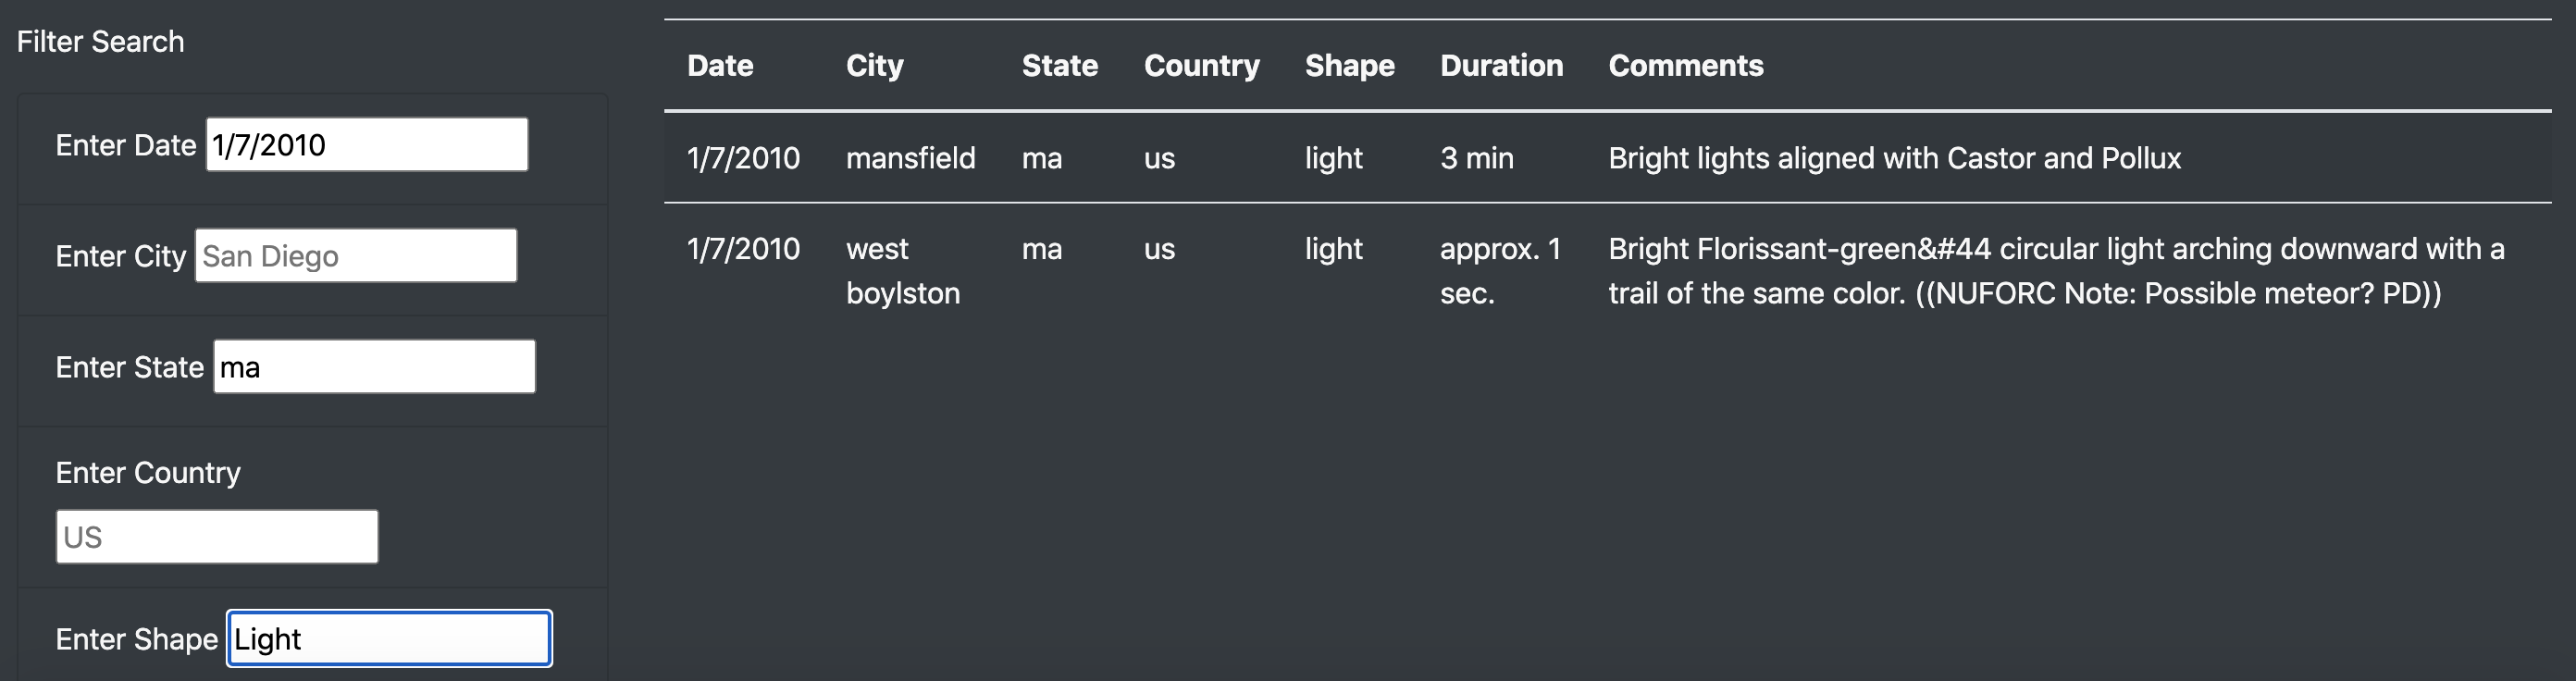 Filter Search
Enter Date 1/7/2010
Enter City San Diego
Enter State ma
Enter Country
US
Enter Shape Light
Date City State Country Shape Duration Comments
1/7/2010 mansfield ma us light 3 min Bright lights aligned with Castor and Pollux
1/7/2010 west ma us light approx. 1 Bright Florissant-green&#44 circular light arching downward with a
boylston sec. trail of the same color. ((NUFORC Note: Possible meteor? PD))